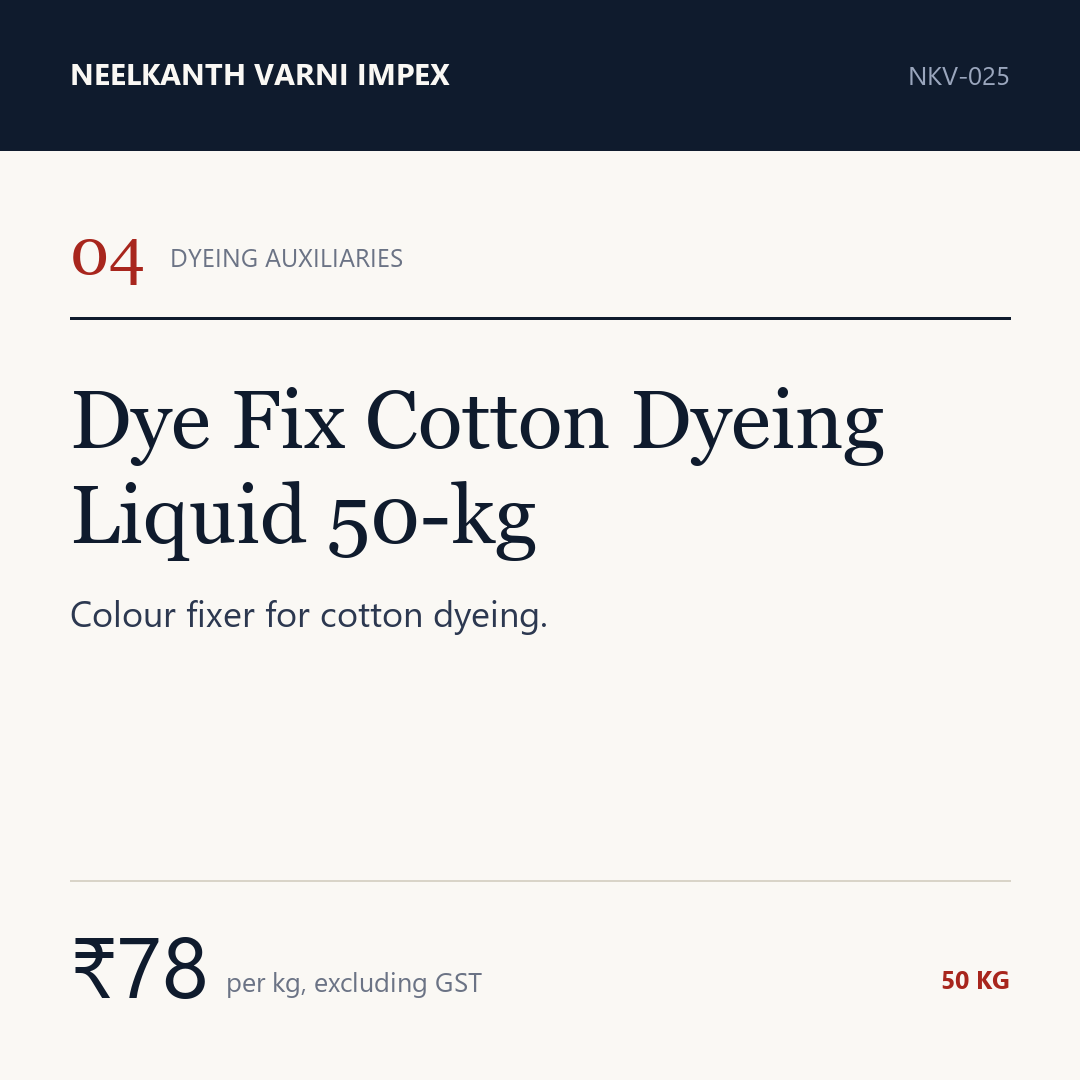 NEELKANTH VARNI IMPEX
NKV-025
04
DYEING AUXILIARIES
Dye Fix Cotton Dyeing
Liquid 50-kg
Colour fixer for cotton dyeing.
₹78 per kg, excluding GST
50 KG